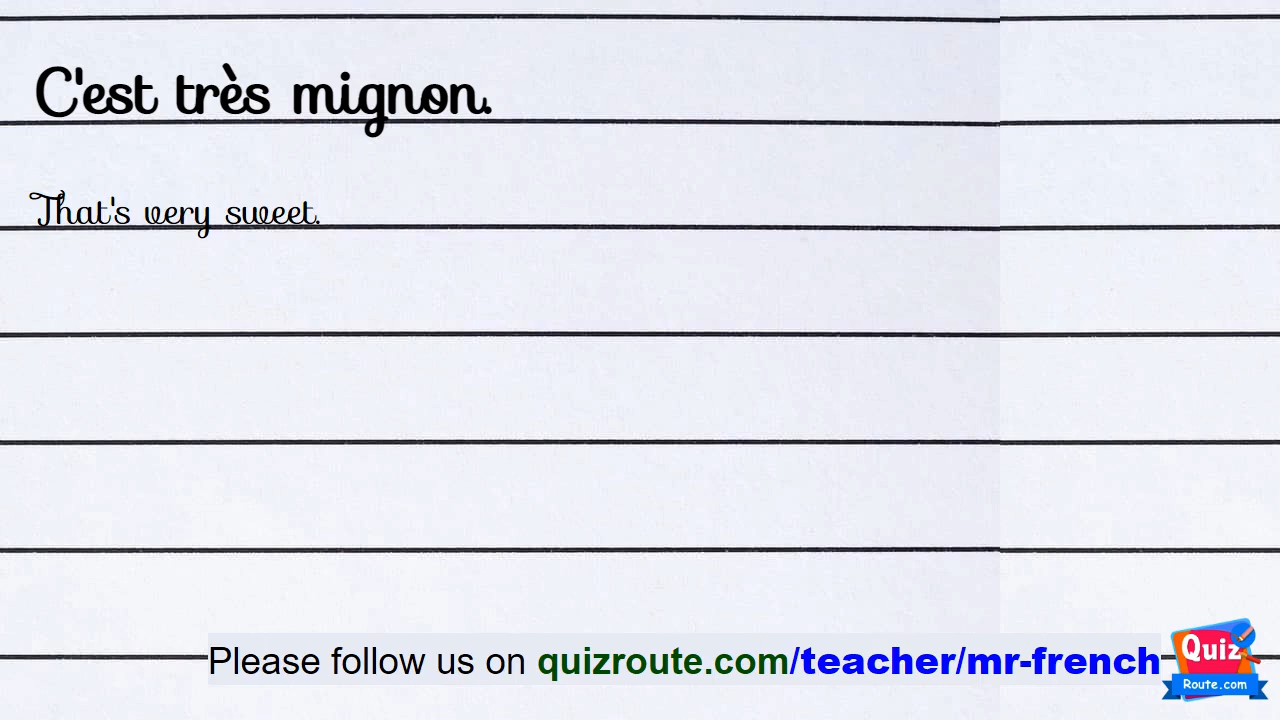 C'est très mignon.
That's very sweet.
Please follow us on quizroute.com/teacher/mr-french
Quiz
Route.com